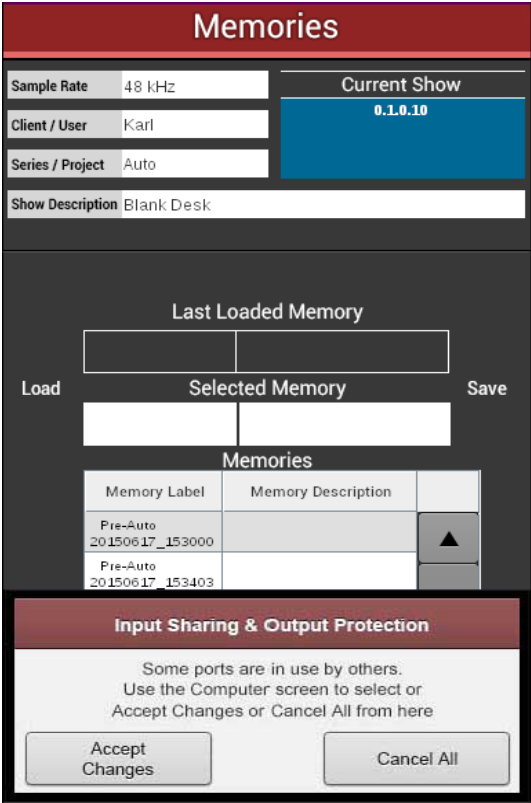 Memories
Sample Rate 48 kHz
Current Show
0.1.0.10
Client / User Karl
Series / Project Auto
Show Description Blank Desk
Last Loaded Memory
Load Selected Memory Save
Memories
Memory Label Memory Description
Pre-Auto
20150617_153000
Pre-Auto
20150617_153403
Input Sharing & Output Protection
Some ports are in use by others.
Use the Computer screen to select or
Accept Changes or Cancel All from here
Accept
Changes
Cancel All